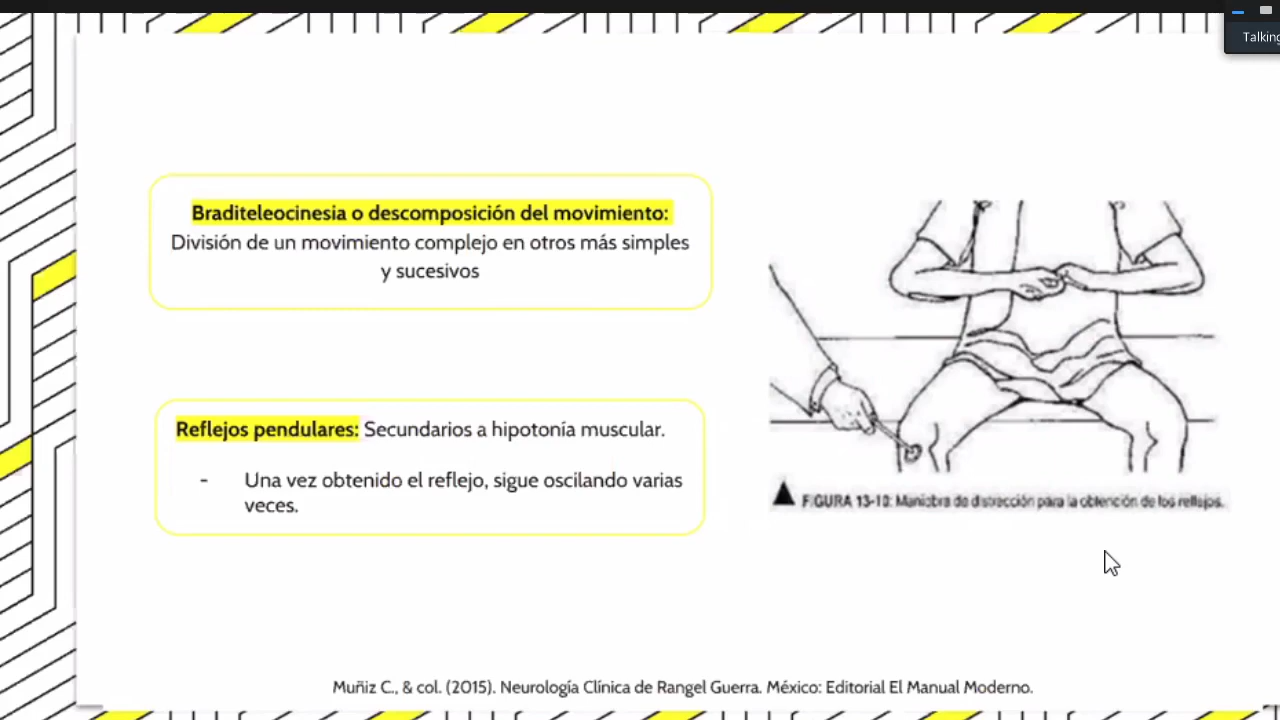 Talking
Braditeleocinesia o descomposición del movimiento:
División de un movimiento complejo en otros más simples
y sucesivos
Reflejos pendulares: Secundarios a hipotonía muscular.
- Una vez obtenido el reflejo, sigue oscilando varias
veces.
FIGURA 13-10: Maniobra de distracción para la obtención de los reflejos.
Muñiz C., & col. (2015). Neurología Clínica de Rangel Guerra. México: Editorial El Manual Moderno.